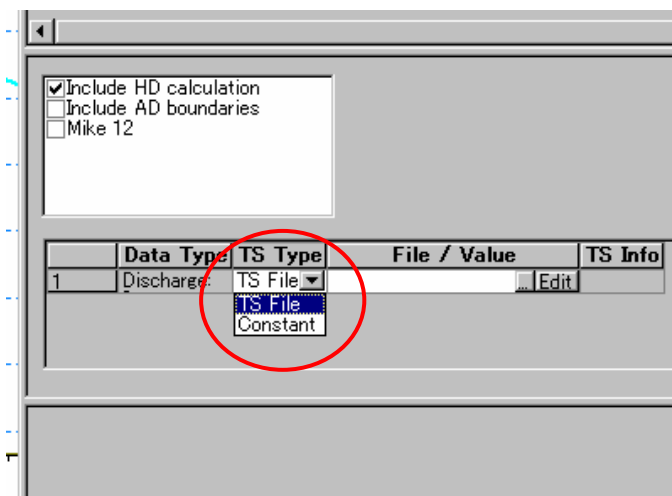 Include HD calculation
Include AD boundaries
Mike 12
Data Type TS Type File / Value TS Info
1 Discharge: TS File ... Edit
TS File
Constant